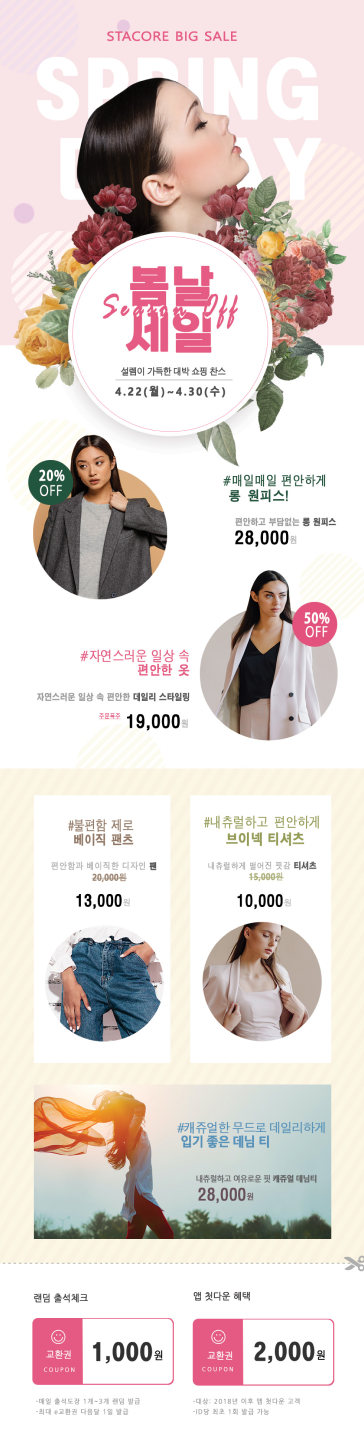 STACORE BIG SALE
SPRING
봄날
Season Off
세일
설렘이 가득한 대박 쇼핑 찬스
4.22(월)~4.30(수)
20%
OFF
#매일매일 편안하게
롱 원피스!
편안하고 부담없는 롱 원피스
28,000원
50%
OFF
#자연스러운 일상 속
편안한 옷
자연스러운 일상 속 편안한 데일리 스타일링
19,000원
#불편함 제로
베이직 팬츠
편안함과 베이직한 디자인 팬
20,000원
13,000원
#내츄럴하고 편안하게
브이넥 티셔츠
내츄럴하게 떨어진 핏감 티셔츠
15,000원
10,000원
#캐쥬얼한 무드로 데일리하게
입기 좋은 데님 티
내츄럴하고 여유로운 핏 캐쥬얼 데님티
28,000원
랜덤 출석체크
교환권
COUPON
1,000원
·매일 출석도장 1개~3개 랜덤 발급
·최대 e교환권 다음달 1일 발급
앱 첫다운 혜택
교환권
COUPON
2,000원
·대상: 2018년 이후 앱 첫다운 고객
·ID당 최초 1회 발급 가능